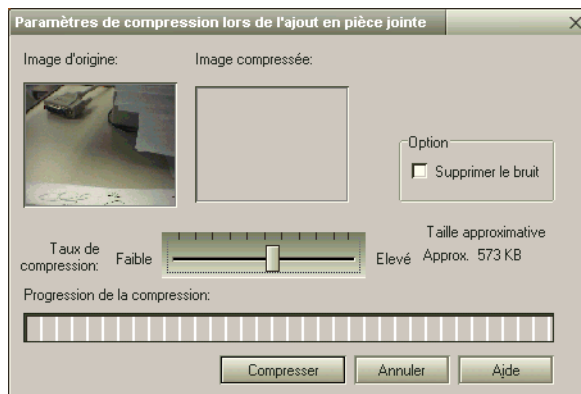 Paramètres de compression lors de l'ajout en pièce jointe
Image d'origine:
Image compressée:
Option
Supprimer le bruit
Taux de compression:
Faible
Elevé
Taille approximative
Approx. 573 KB
Progression de la compression:
Compresser
Annuler
Aide